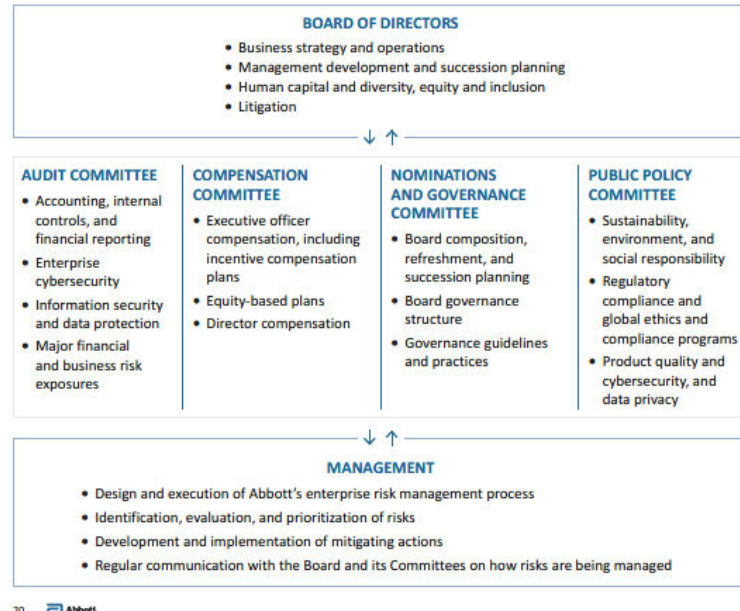 BOARD OF DIRECTORS
• Business strategy and operations
• Management development and succession planning
• Human capital and diversity, equity and inclusion
• Litigation
↓ ↑
AUDIT COMMITTEE
• Accounting, internal
controls, and
financial reporting
• Enterprise
cybersecurity
• Information security
and data protection
• Major financial
and business risk
exposures
COMPENSATION
COMMITTEE
• Executive officer
compensation, including
incentive compensation
plans
• Equity-based plans
• Director compensation
NOMINATIONS
AND GOVERNANCE
COMMITTEE
• Board composition,
refreshment, and
succession planning
• Board governance
structure
• Governance guidelines
and practices
PUBLIC POLICY
COMMITTEE
• Sustainability,
environment, and
social responsibility
• Regulatory
compliance and
global ethics and
compliance programs
• Product quality and
cybersecurity, and
data privacy
↓ ↑
MANAGEMENT
• Design and execution of Abbott’s enterprise risk management process
• Identification, evaluation, and prioritization of risks
• Development and implementation of mitigating actions
• Regular communication with the Board and its Committees on how risks are being managed
Abbott